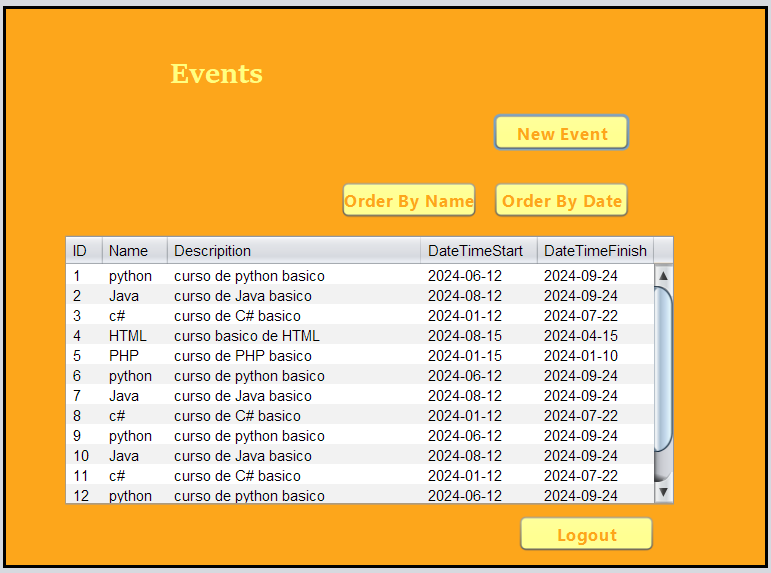 Events
New Event
Order By Name Order By Date
ID Name Descripition DateTimeStart DateTimeFinish
1 python curso de python basico 2024-06-12 2024-09-24
2 Java curso de Java basico 2024-08-12 2024-09-24
3 c# curso de C# basico 2024-01-12 2024-07-22
4 HTML curso basico de HTML 2024-08-15 2024-04-15
5 PHP curso de PHP basico 2024-01-15 2024-01-10
6 python curso de python basico 2024-06-12 2024-09-24
7 Java curso de Java basico 2024-08-12 2024-09-24
8 c# curso de C# basico 2024-01-12 2024-07-22
9 python curso de python basico 2024-06-12 2024-09-24
10 Java curso de Java basico 2024-08-12 2024-09-24
11 c# curso de C# basico 2024-01-12 2024-07-22
12 python curso de python basico 2024-06-12 2024-09-24
Logout